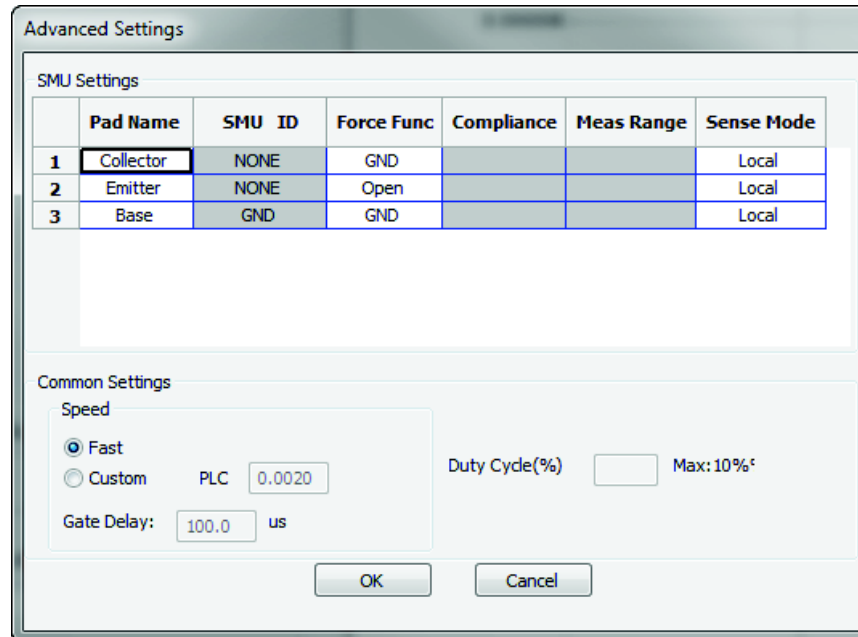 Advanced Settings
SMU Settings
Pad Name SMU ID Force Func Compliance Meas Range Sense Mode
1 Collector NONE GND Local
2 Emitter NONE Open Local
3 Base GND GND Local
Common Settings
Speed
Fast
Custom PLC 0.0020
Gate Delay: 100.0 us
Duty Cycle(%) Max:10%
OK Cancel